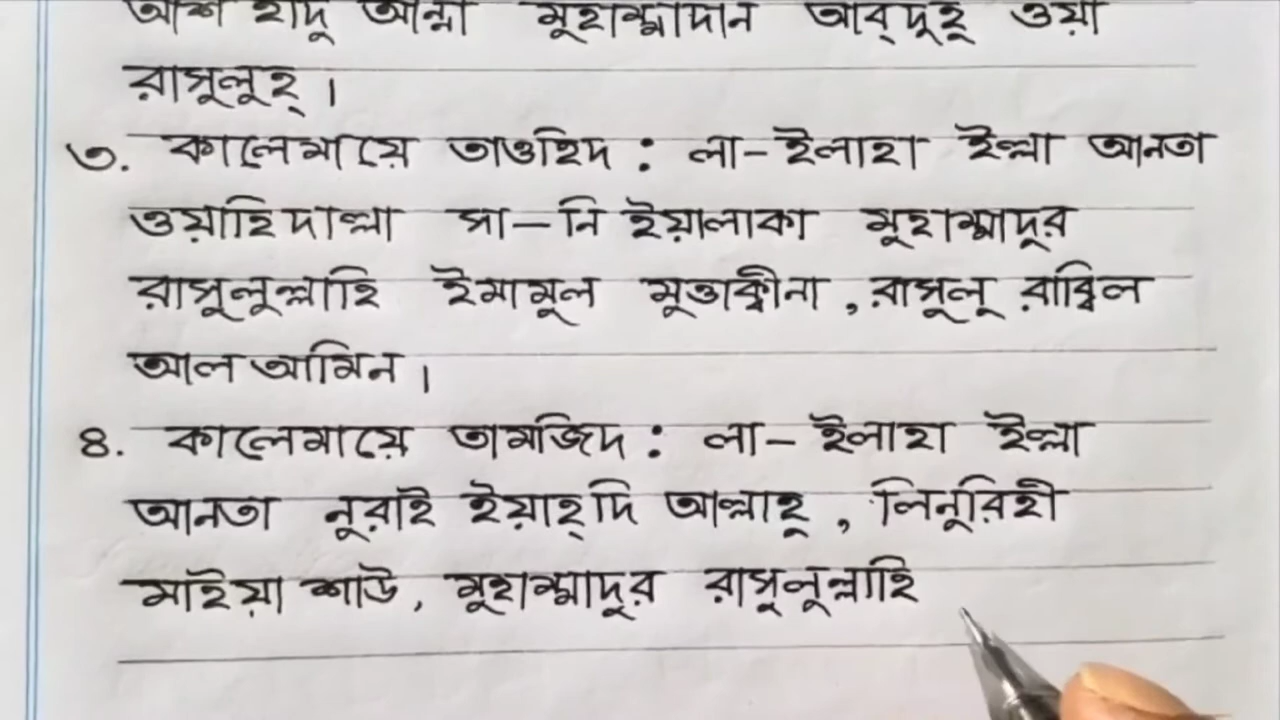 আশ হাদু আন্না মুহাম্মাদান আব্দুহু ওয়া
রাসুলুহ্।
৩. কালেমায়ে তাওহিদ : লা-ইলাহা ইল্লা আনতা
ওয়াহিদাল্লা সা-নি ইয়ালাকা মুহাম্মাদুর
রাসুলুল্লাহি ইমামুল মুত্তাক্বীনা, রাসুলু রাব্বিল
আল আমিন।
৪. কালেমায়ে তামজিদ : লা- ইলাহা ইল্লা
আনতা নুরাই ইয়াহ্দি আল্লাহু, লিনুরিহী
মাইয়া শাউ, মুহাম্মাদুর রাসুলুল্লাহি